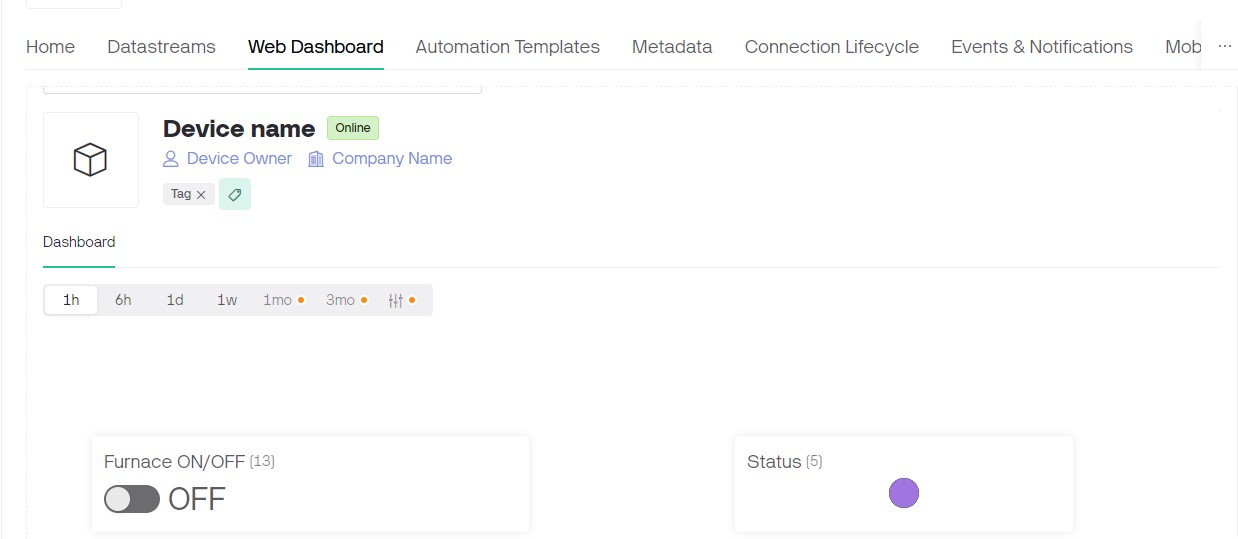 Home Datastreams Web Dashboard Automation Templates Metadata Connection Lifecycle Events & Notifications Mob ...
Device name Online
Device Owner Company Name
Tag ×
Dashboard
1h 6h 1d 1w 1mo 3mo
Furnace ON/OFF (13)
OFF
Status (5)